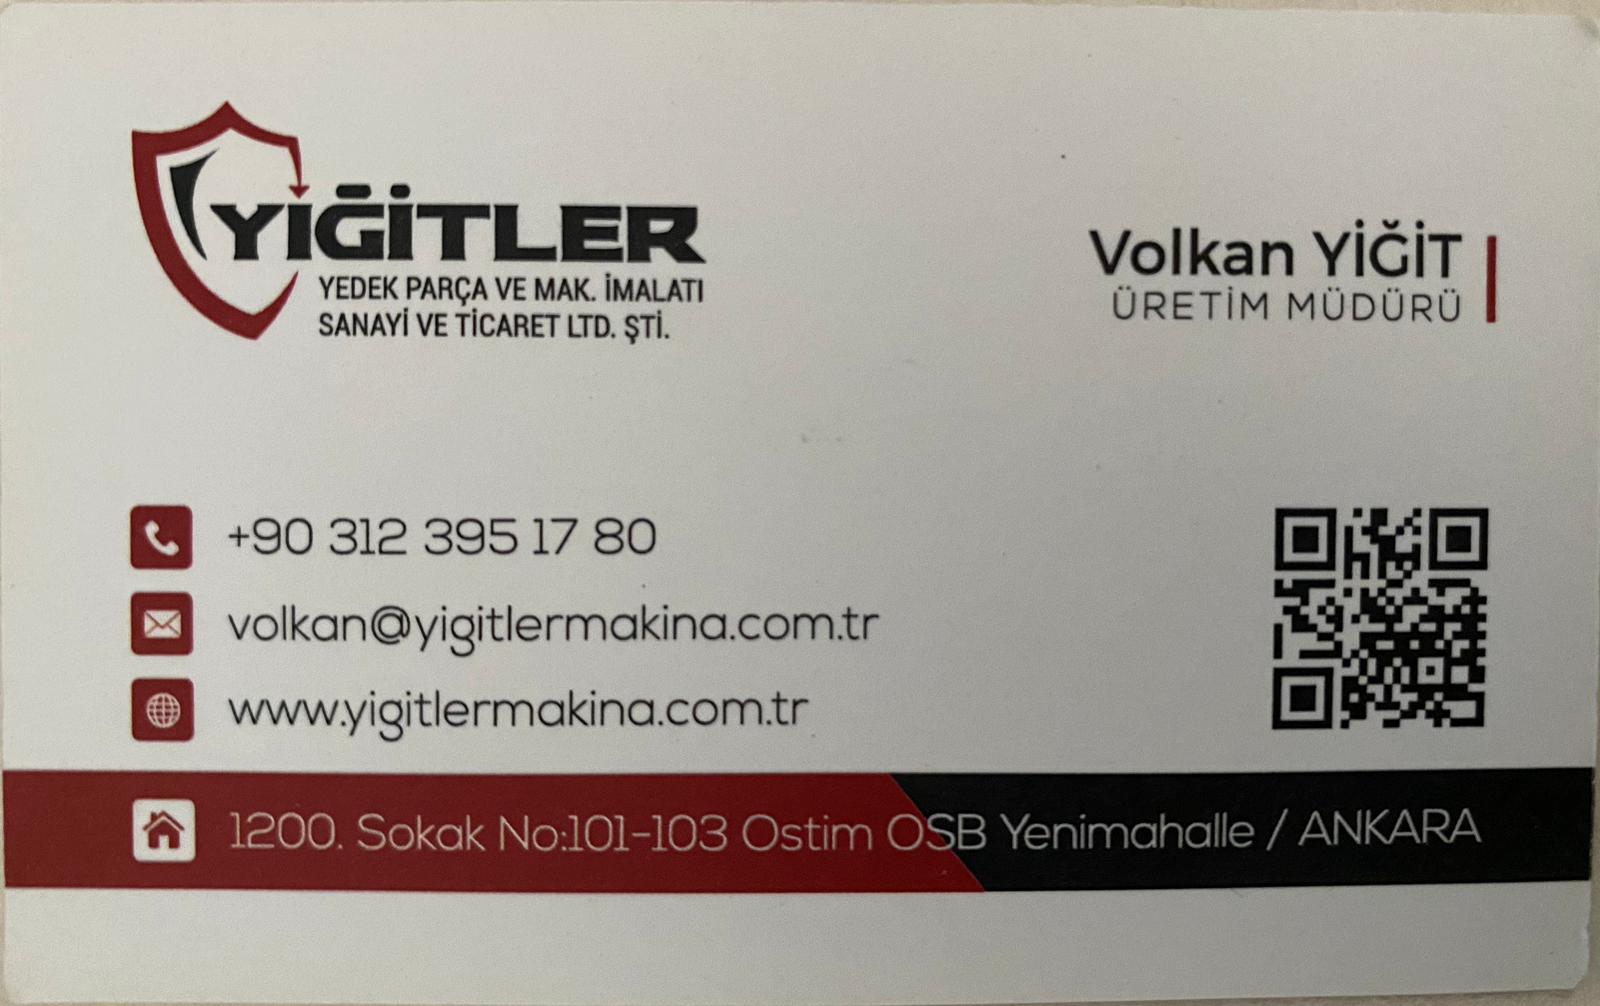 YİĞİTLER
YEDEK PARÇA VE MAK. İMALATI
SANAYİ VE TİCARET LTD. ŞTİ.
Volkan YİĞİT
ÜRETİM MÜDÜRÜ
+90 312 395 17 80
volkan@yigitlermakina.com.tr
www.yigitlermakina.com.tr
1200. Sokak No:101-103 Ostim OSB Yenimahalle / ANKARA